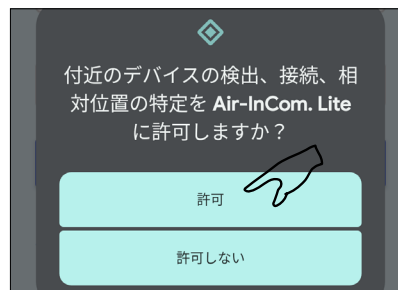 付近のデバイスの検出、接続、相
対位置の特定を Air-InCom. Lite
に許可しますか？
許可
許可しない